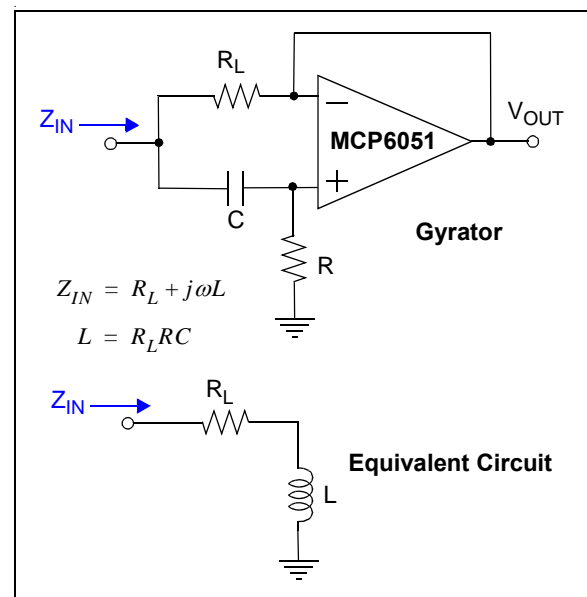 R_L
Z_IN
−
V_OUT
MCP6051
+
C
Gyrator
R
Z_IN = R_L + jωL
L = R_L RC
Z_IN
R_L
Equivalent Circuit
L